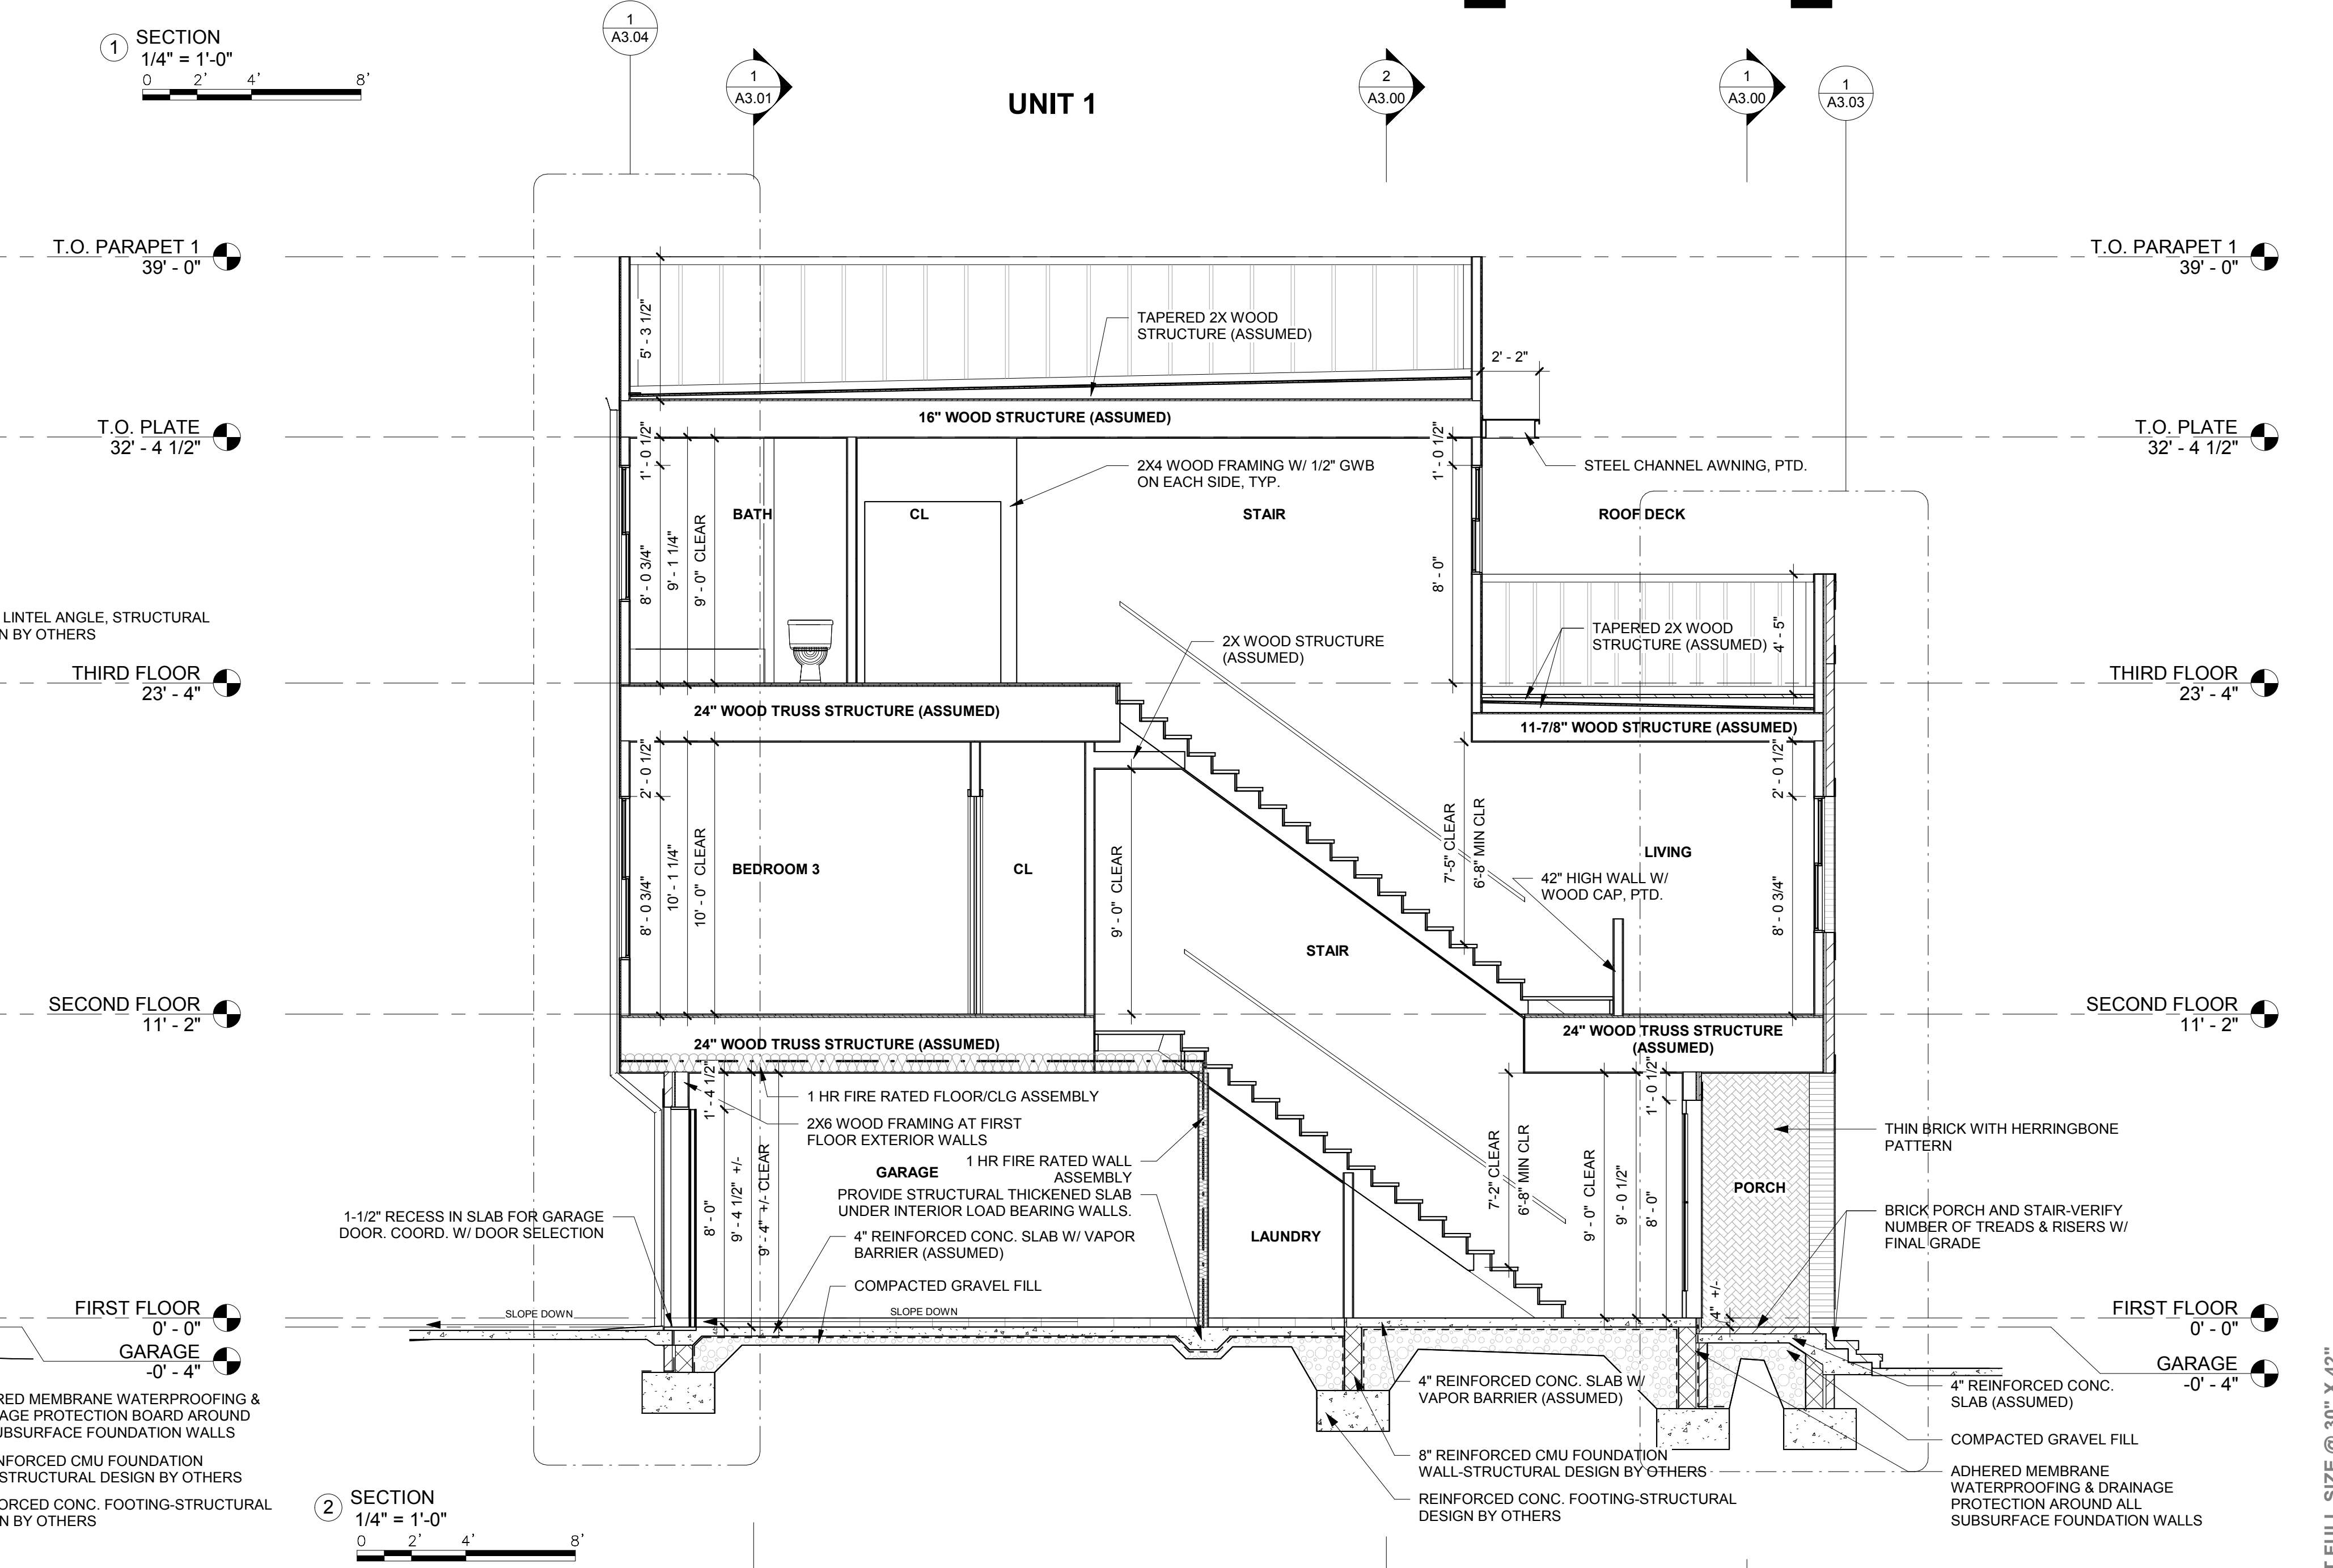 1
SECTION
1/4" = 1'-0"
0 2' 4' 8'
1
A3.04
1
A3.01
UNIT 1
2
A3.00
1
A3.00
1
A3.03
T.O. PARAPET 1
39' - 0"
T.O. PARAPET 1
39' - 0"
5' - 3 1/2"
TAPERED 2X WOOD
STRUCTURE (ASSUMED)
2' - 2"
16" WOOD STRUCTURE (ASSUMED)
T.O. PLATE
32' - 4 1/2"
T.O. PLATE
32' - 4 1/2"
1' - 0 1/2"
1' - 0 1/2"
2X4 WOOD FRAMING W/ 1/2" GWB
ON EACH SIDE, TYP.
STEEL CHANNEL AWNING, PTD.
BATH
CL
STAIR
ROOF DECK
8' - 0 3/4"
9' - 1 1/4"
9' - 0" CLEAR
8' - 0"
LINTEL ANGLE, STRUCTURAL
N BY OTHERS
2X WOOD STRUCTURE
(ASSUMED)
TAPERED 2X WOOD
STRUCTURE (ASSUMED)
4' - 5"
THIRD FLOOR
23' - 4"
THIRD FLOOR
23' - 4"
24" WOOD TRUSS STRUCTURE (ASSUMED)
11-7/8" WOOD STRUCTURE (ASSUMED)
2' - 0 1/2"
2' - 0 1/2"
8' - 0 3/4"
10' - 1 1/4"
10' - 0" CLEAR
BEDROOM 3
CL
9' - 0" CLEAR
7'-5" CLEAR
6'-8" MIN CLR
LIVING
42" HIGH WALL W/
WOOD CAP, PTD.
8' - 0 3/4"
STAIR
SECOND FLOOR
11' - 2"
SECOND FLOOR
11' - 2"
24" WOOD TRUSS STRUCTURE (ASSUMED)
24" WOOD TRUSS STRUCTURE
(ASSUMED)
1' - 4 1/2"
1' - 0 1/2"
1 HR FIRE RATED FLOOR/CLG ASSEMBLY
2X6 WOOD FRAMING AT FIRST
FLOOR EXTERIOR WALLS
1 HR FIRE RATED WALL
ASSEMBLY
GARAGE
PROVIDE STRUCTURAL THICKENED SLAB
UNDER INTERIOR LOAD BEARING WALLS.
8' - 0"
9' - 4 1/2" +/-
9' - 4" +/- CLEAR
7'-2" CLEAR
6'-8" MIN CLR
9' - 0" CLEAR
9' - 0 1/2"
8' - 0"
THIN BRICK WITH HERRINGBONE
PATTERN
PORCH
1-1/2" RECESS IN SLAB FOR GARAGE
DOOR. COORD. W/ DOOR SELECTION
4" REINFORCED CONC. SLAB W/ VAPOR
BARRIER (ASSUMED)
LAUNDRY
BRICK PORCH AND STAIR-VERIFY
NUMBER OF TREADS & RISERS W/
FINAL GRADE
COMPACTED GRAVEL FILL
4" +/-
SLOPE DOWN
SLOPE DOWN
FIRST FLOOR
0' - 0"
FIRST FLOOR
0' - 0"
GARAGE
-0' - 4"
GARAGE
-0' - 4"
4" REINFORCED CONC. SLAB W/
VAPOR BARRIER (ASSUMED)
4" REINFORCED CONC.
SLAB (ASSUMED)
RED MEMBRANE WATERPROOFING &
AGE PROTECTION BOARD AROUND
UBSURFACE FOUNDATION WALLS
COMPACTED GRAVEL FILL
NFORCED CMU FOUNDATION
STRUCTURAL DESIGN BY OTHERS
8" REINFORCED CMU FOUNDATION
WALL-STRUCTURAL DESIGN BY OTHERS
ADHERED MEMBRANE
WATERPROOFING & DRAINAGE
PROTECTION AROUND ALL
SUBSURFACE FOUNDATION WALLS
ORCED CONC. FOOTING-STRUCTURAL
N BY OTHERS
REINFORCED CONC. FOOTING-STRUCTURAL
DESIGN BY OTHERS
2
SECTION
1/4" = 1'-0"
0 2' 4' 8'
T FULL SIZE @ 30" X 42"